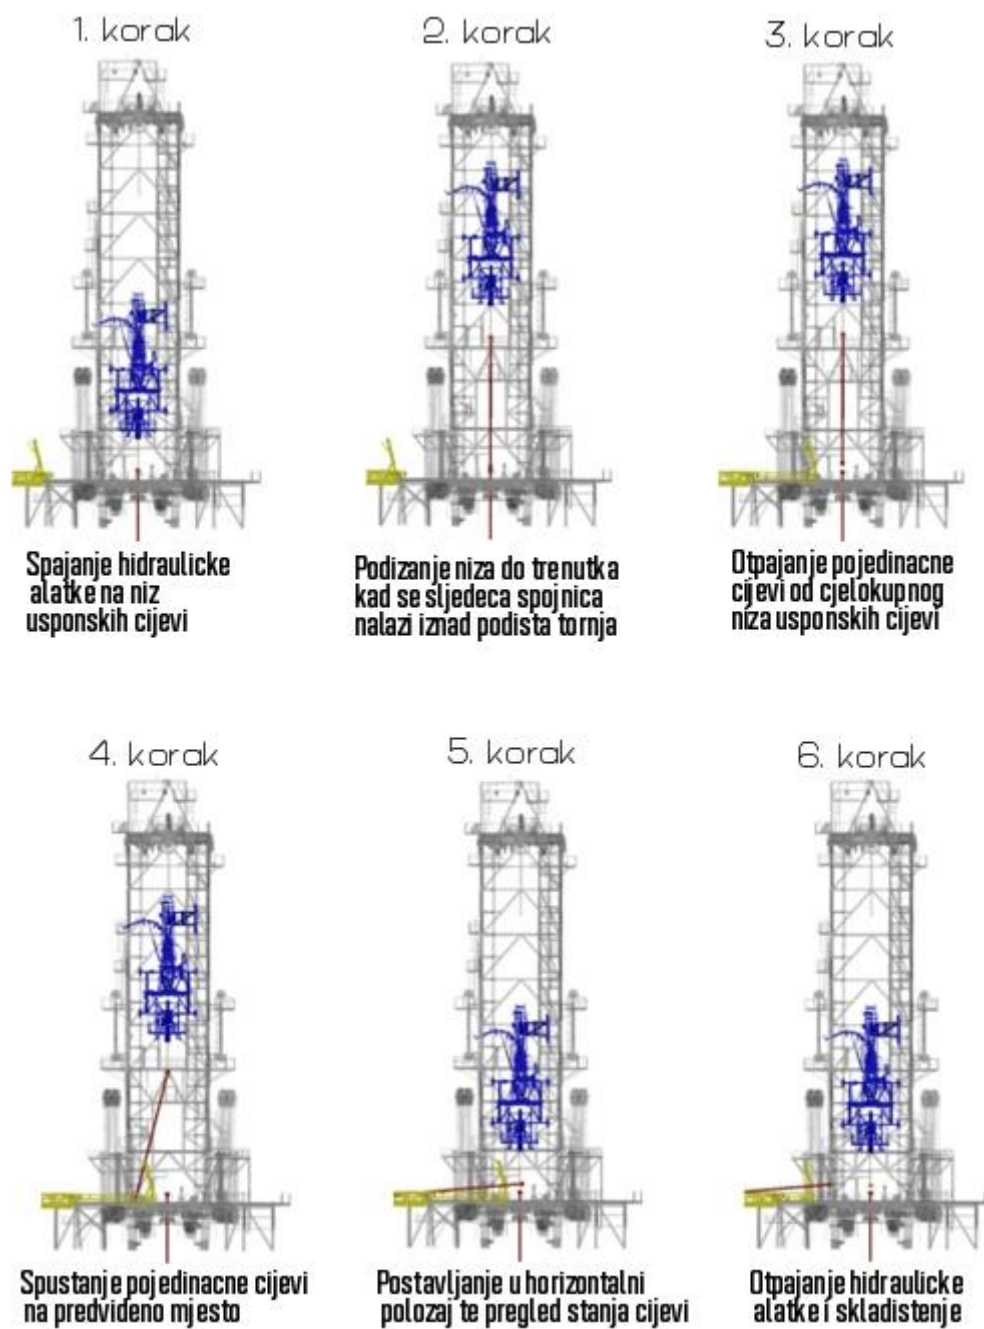 1. korak
2. korak
3. korak
Spajanje hidraulicke
alatke na niz
usponskih cijevi
Podizanje niza do trenutka
kad se sljedeca spojnica
nalazi iznad podista tornja
Otpajanje pojedinacne
cijevi od cjelokupnog
niza usponskih cijevi
4. korak
5. korak
6. korak
Spustanje pojedinacne cijevi
na predvideno mjesto
Postavljanje u horizontalni
polozaj te pregled stanja cijevi
Otpajanje hidraulicke
alatke i skladistenje